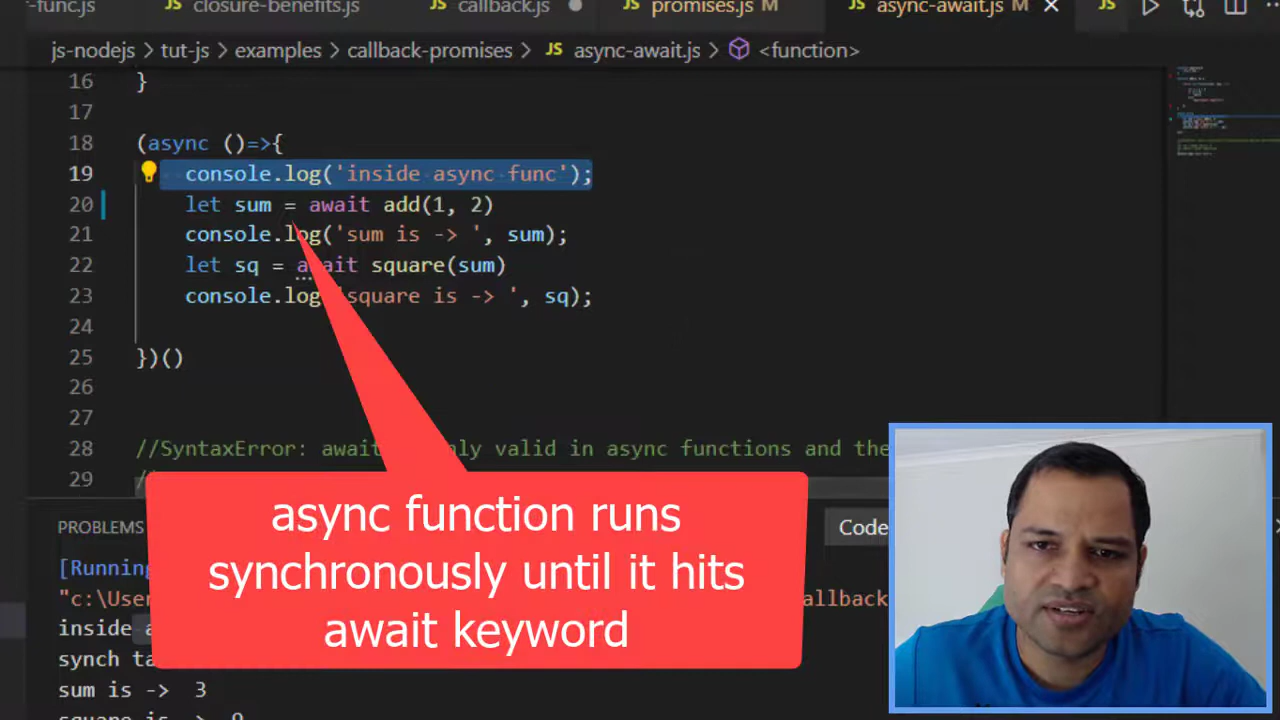 r-func.js closure-benefits.js callback.js promises.js M async-await.js M
js-nodejs > tut-js > examples > callback-promises > JS async-await.js > <function>
16 }
17
18 (async ()=>{
19 console.log('inside async func');
20 let sum = await add(1, 2)
21 console.log('sum is -> ', sum);
22 let sq = await square(sum)
23 console.log('square is -> ', sq);
24
25 })()
26
27
28 //SyntaxError: await only valid in async functions and the
29
PROBLEMS Code
async function runs
synchronously until it hits
await keyword
[Running
"c:\User allback
inside a
synch ta
sum is -> 3
square is -> 9